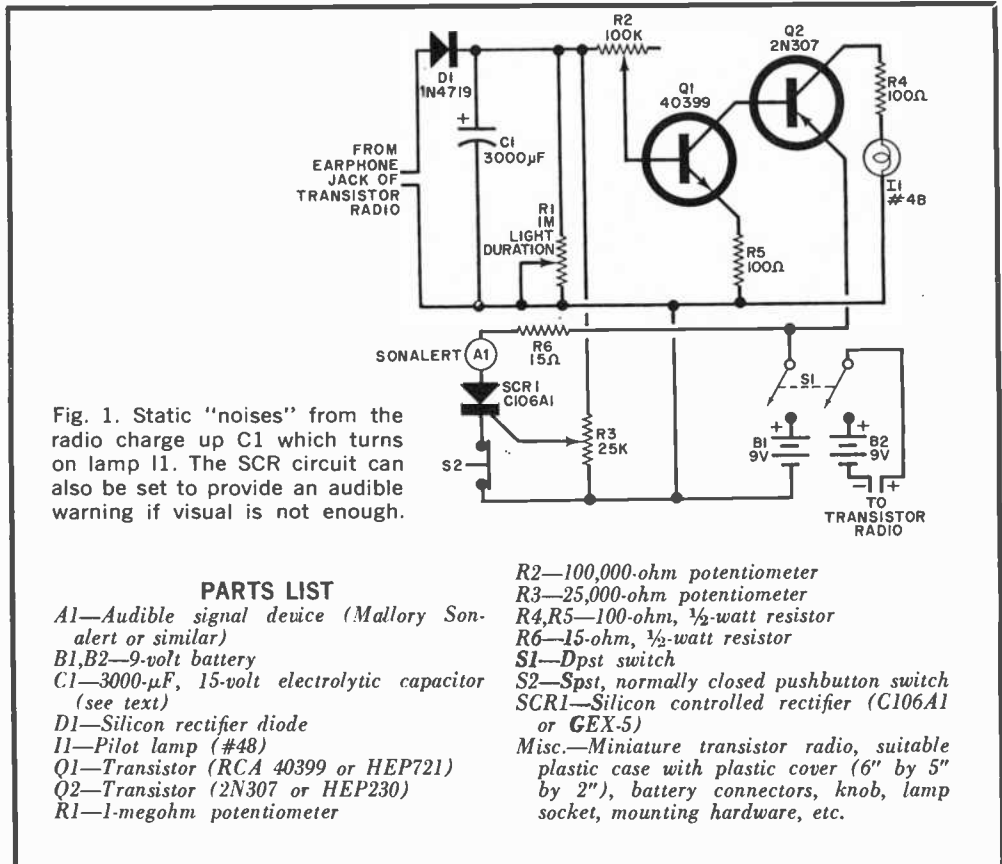 R2
100K
Q2
2N307
D1
1N4719
Q1
40399
R4
100Ω
+
C1
3000µF
FROM
EARPHONE
JACK OF
TRANSISTOR
RADIO
I1
#48
R1
1M
LIGHT
DURATION
R5
100Ω
SONALERT
A1
R6
15Ω
S1
SCR1
C106A1
R3
25K
S2
+
B1
9V
+
B2
9V
- +
TO
TRANSISTOR
RADIO
Fig. 1. Static "noises" from the
radio charge up C1 which turns
on lamp I1. The SCR circuit can
also be set to provide an audible
warning if visual is not enough.
PARTS LIST
A1—Audible signal device (Mallory Son-
alert or similar)
B1,B2—9-volt battery
C1—3000-µF, 15-volt electrolytic capacitor
(see text)
D1—Silicon rectifier diode
I1—Pilot lamp (#48)
Q1—Transistor (RCA 40399 or HEP721)
Q2—Transistor (2N307 or HEP230)
R1—1-megohm potentiometer
R2—100,000-ohm potentiometer
R3—25,000-ohm potentiometer
R4,R5—100-ohm, ½-watt resistor
R6—15-ohm, ½-watt resistor
S1—Dpst switch
S2—Spst, normally closed pushbutton switch
SCR1—Silicon controlled rectifier (C106A1
or GEX-5)
Misc.—Miniature transistor radio, suitable
plastic case with plastic cover (6" by 5"
by 2"), battery connectors, knob, lamp
socket, mounting hardware, etc.